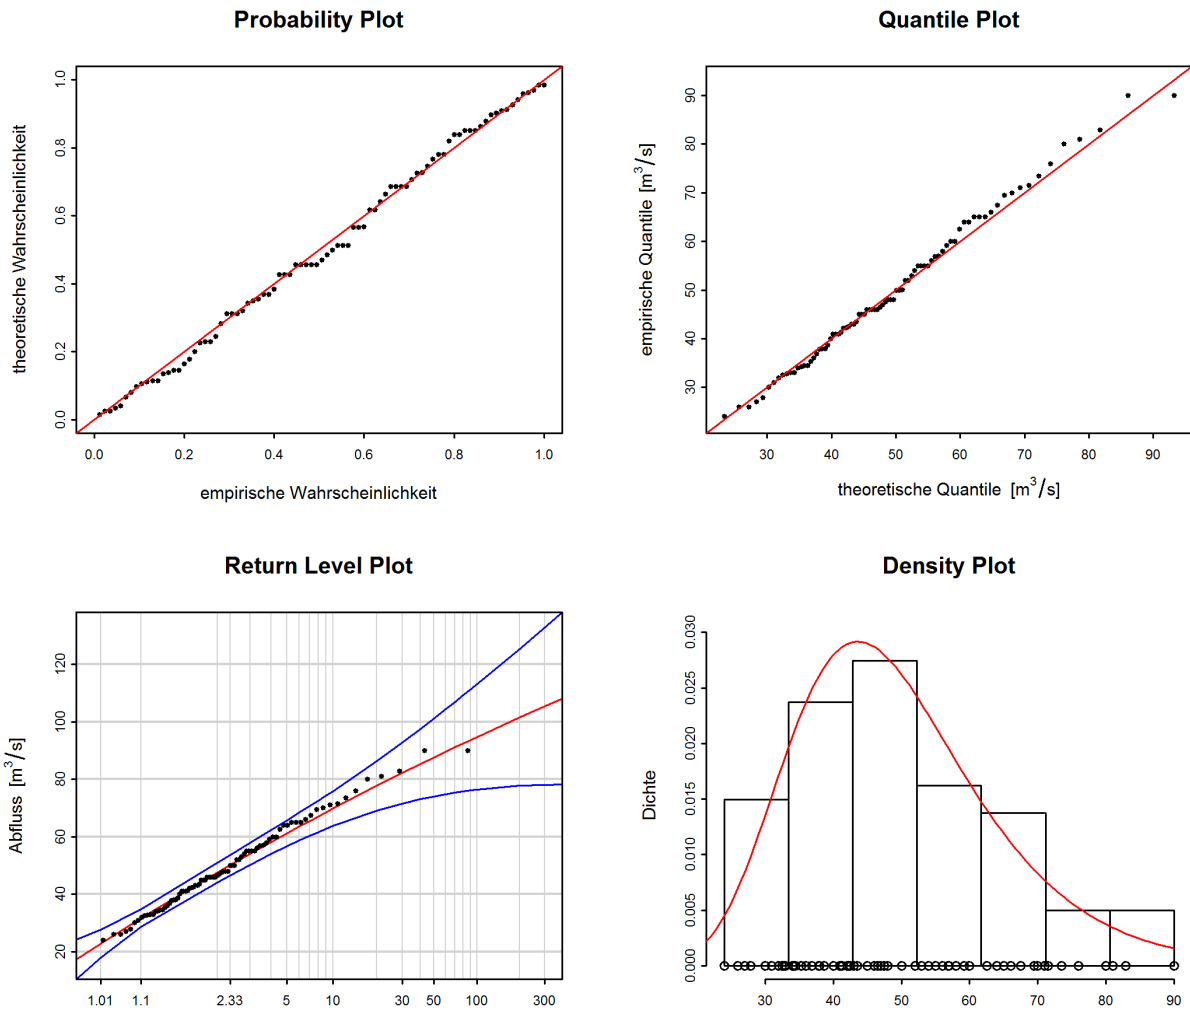 Probability Plot
theoretische Wahrscheinlichkeit
0.0 0.2 0.4 0.6 0.8 1.0
0.0 0.2 0.4 0.6 0.8 1.0
empirische Wahrscheinlichkeit
Quantile Plot
empirische Quantile [m³/s]
30 40 50 60 70 80 90
30 40 50 60 70 80 90
theoretische Quantile [m³/s]
Return Level Plot
Abfluss [m³/s]
20 40 60 80 100 120
1.01 1.1 2.33 5 10 30 50 100 300
Density Plot
Dichte
0.000 0.005 0.010 0.015 0.020 0.025 0.030
30 40 50 60 70 80 90